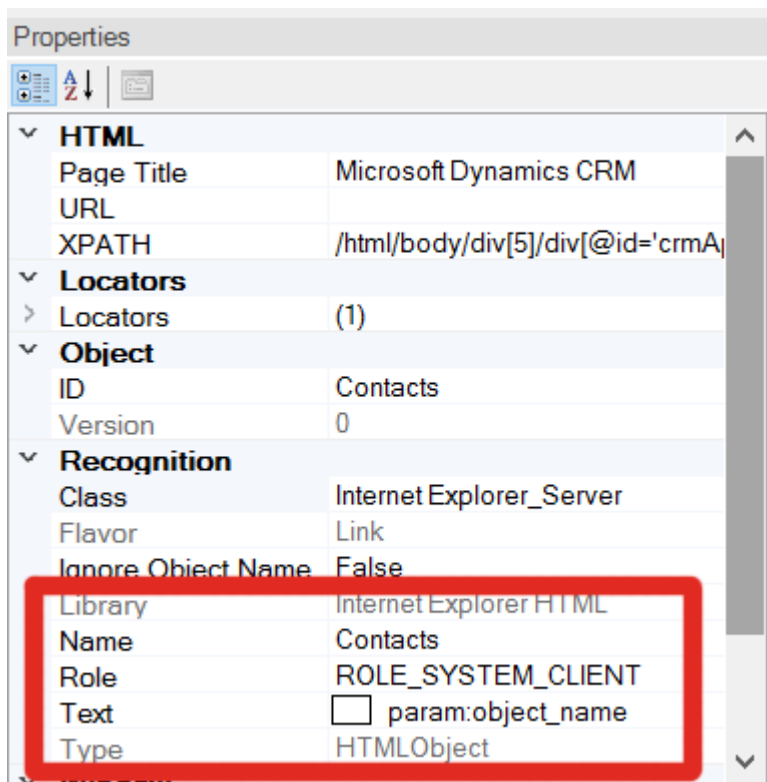 Properties
HTML
Page Title Microsoft Dynamics CRM
URL
XPATH /html/body/div[5]/div[@id='crmAp
Locators
Locators (1)
Object
ID Contacts
Version 0
Recognition
Class Internet Explorer_Server
Flavor Link
Ignore Object Name False
Library Internet Explorer HTML
Name Contacts
Role ROLE_SYSTEM_CLIENT
Text param:object_name
Type HTMLObject